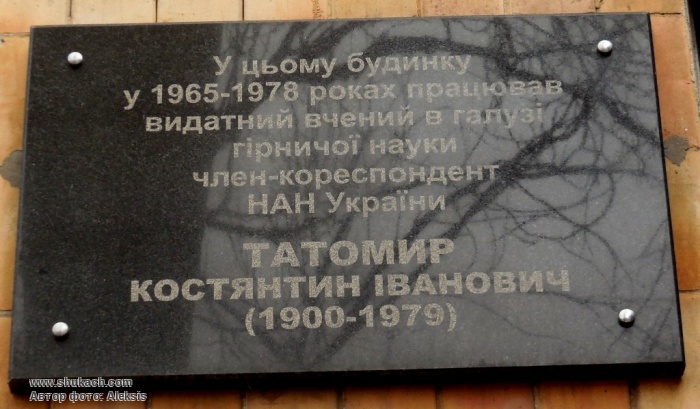 У цьому будинку
у 1965-1978 роках працював
видатний вчений в галузі
гірничої науки
член-кореспондент
НАН України
ТАТОМИР
КОСТЯНТИН ІВАНОВИЧ
(1900-1979)
www.shukach.com
Автор фото: Aleksis